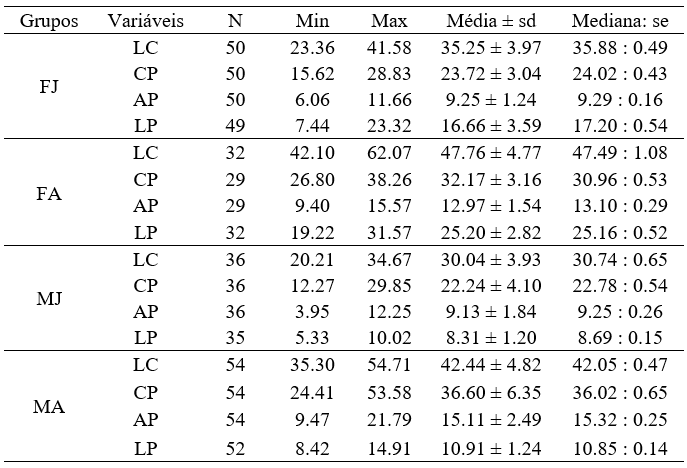 Grupos Variáveis N Min Max Média ± sd Mediana: se
LC 50 23.36 41.58 35.25 ± 3.97 35.88 : 0.49
CP 50 15.62 28.83 23.72 ± 3.04 24.02 : 0.43
FJ
AP 50 6.06 11.66 9.25 ± 1.24 9.29 : 0.16
LP 49 7.44 23.32 16.66 ± 3.59 17.20 : 0.54
LC 32 42.10 62.07 47.76 ± 4.77 47.49 : 1.08
CP 29 26.80 38.26 32.17 ± 3.16 30.96 : 0.53
FA
AP 29 9.40 15.57 12.97 ± 1.54 13.10 : 0.29
LP 32 19.22 31.57 25.20 ± 2.82 25.16 : 0.52
LC 36 20.21 34.67 30.04 ± 3.93 30.74 : 0.65
CP 36 12.27 29.85 22.24 ± 4.10 22.78 : 0.54
MJ
AP 36 3.95 12.25 9.13 ± 1.84 9.25 : 0.26
LP 35 5.33 10.02 8.31 ± 1.20 8.69 : 0.15
LC 54 35.30 54.71 42.44 ± 4.82 42.05 : 0.47
CP 54 24.41 53.58 36.60 ± 6.35 36.02 : 0.65
MA
AP 54 9.47 21.79 15.11 ± 2.49 15.32 : 0.25
LP 52 8.42 14.91 10.91 ± 1.24 10.85 : 0.14